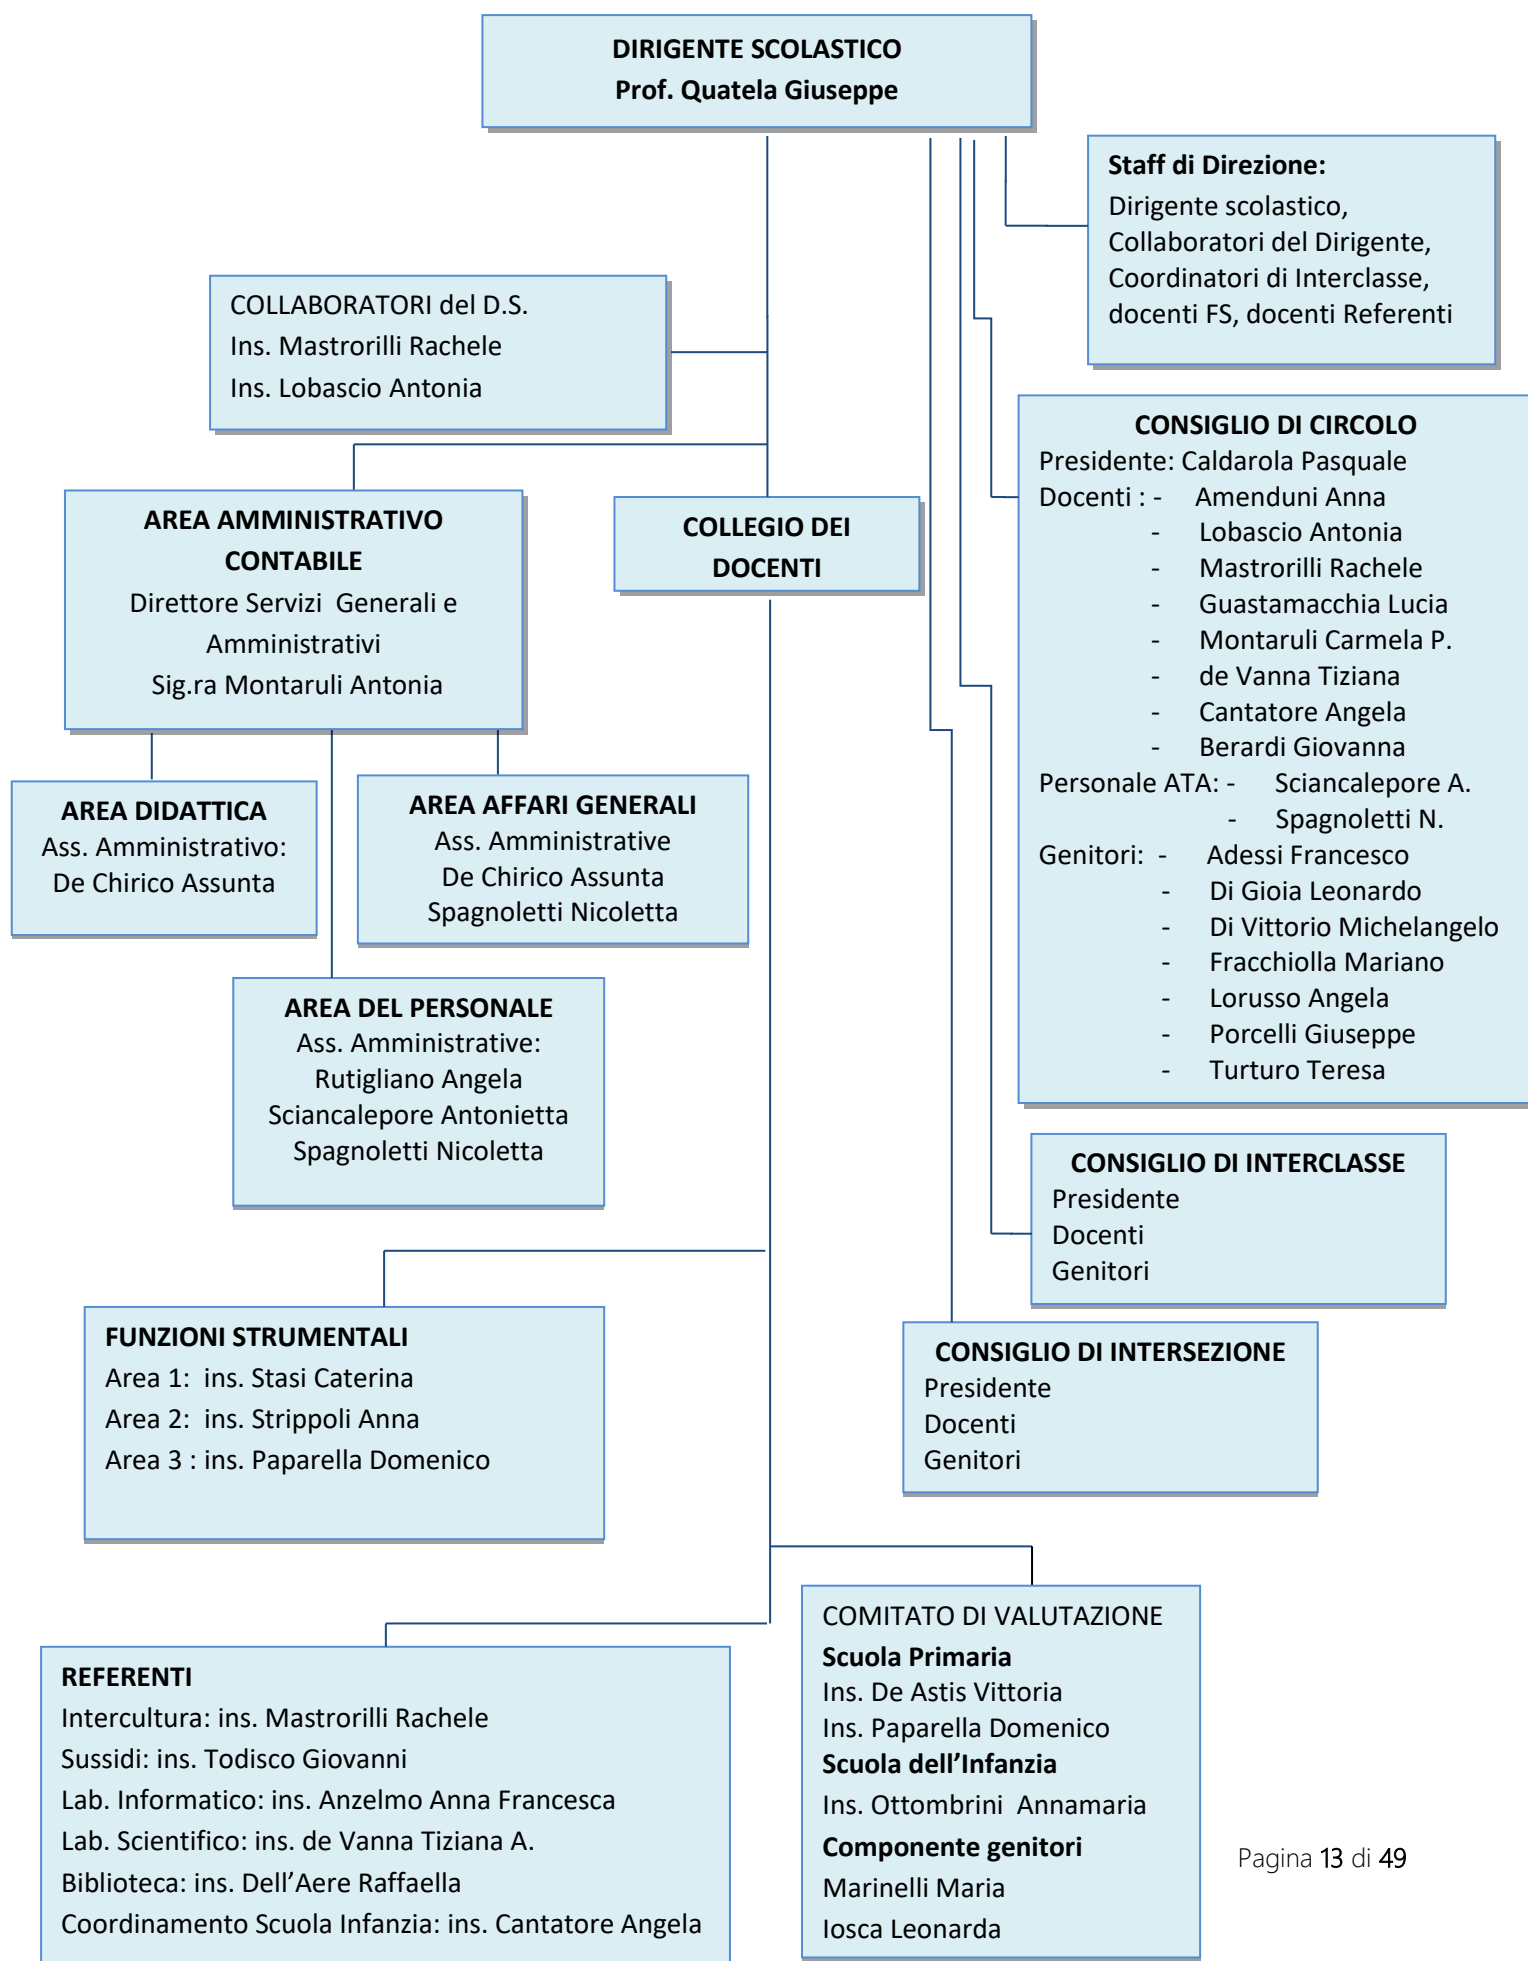 DIRIGENTE SCOLASTICO
Prof. Quatela Giuseppe
Staff di Direzione:
Dirigente scolastico,
Collaboratori del Dirigente,
Coordinatori di Interclasse,
docenti FS, docenti Referenti
COLLABORATORI del D.S.
Ins. Mastrorilli Rachele
Ins. Lobascio Antonia
CONSIGLIO DI CIRCOLO
Presidente: Caldarola Pasquale
Docenti : - Amenduni Anna
- Lobascio Antonia
- Mastrorilli Rachele
- Guastamacchia Lucia
- Montaruli Carmela P.
- de Vanna Tiziana
- Cantatore Angela
- Berardi Giovanna
Personale ATA: - Sciancalepore A.
- Spagnoletti N.
Genitori: - Adessi Francesco
- Di Gioia Leonardo
- Di Vittorio Michelangelo
- Fracchiolla Mariano
- Lorusso Angela
- Porcelli Giuseppe
- Turturo Teresa
AREA AMMINISTRATIVO
CONTABILE
Direttore Servizi Generali e
Amministrativi
Sig.ra Montaruli Antonia
COLLEGIO DEI
DOCENTI
AREA DIDATTICA
Ass. Amministrativo:
De Chirico Assunta
AREA AFFARI GENERALI
Ass. Amministrative
De Chirico Assunta
Spagnoletti Nicoletta
AREA DEL PERSONALE
Ass. Amministrative:
Rutigliano Angela
Sciancalepore Antonietta
Spagnoletti Nicoletta
CONSIGLIO DI INTERCLASSE
Presidente
Docenti
Genitori
FUNZIONI STRUMENTALI
Area 1: ins. Stasi Caterina
Area 2: ins. Strippoli Anna
Area 3 : ins. Paparella Domenico
CONSIGLIO DI INTERSEZIONE
Presidente
Docenti
Genitori
COMITATO DI VALUTAZIONE
Scuola Primaria
Ins. De Astis Vittoria
Ins. Paparella Domenico
Scuola dell’Infanzia
Ins. Ottombrini Annamaria
Componente genitori
Marinelli Maria
Iosca Leonarda
REFERENTI
Intercultura: ins. Mastrorilli Rachele
Sussidi: ins. Todisco Giovanni
Lab. Informatico: ins. Anzelmo Anna Francesca
Lab. Scientifico: ins. de Vanna Tiziana A.
Biblioteca: ins. Dell’Aere Raffaella
Coordinamento Scuola Infanzia: ins. Cantatore Angela
Pagina 13 di 49